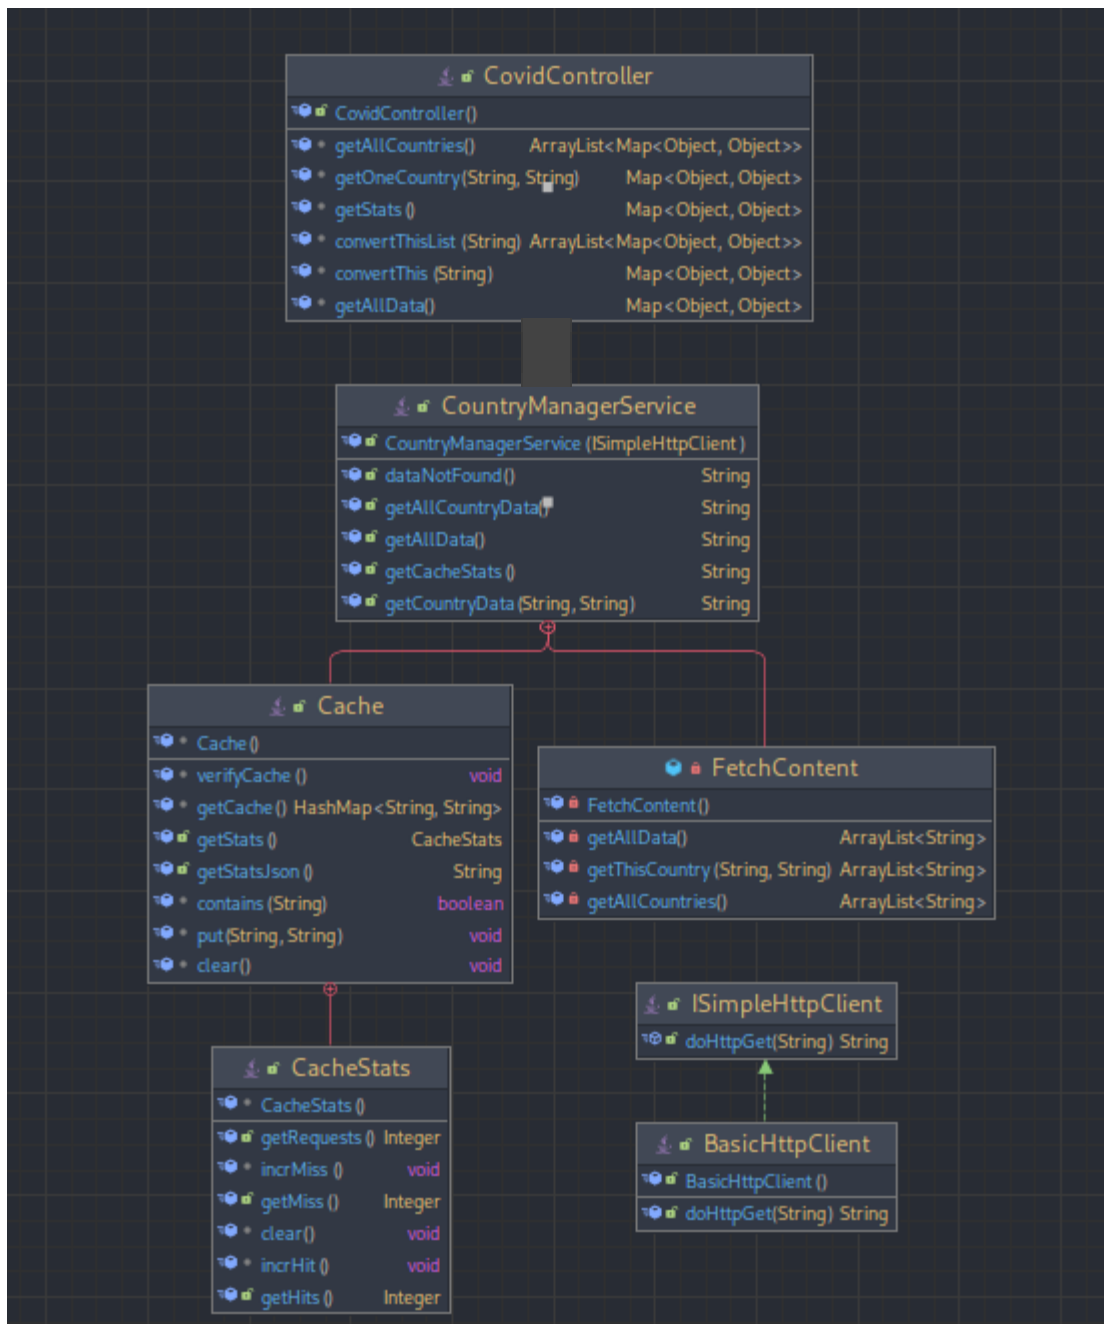 CovidController
CovidController()
getAllCountries() ArrayList<Map<Object, Object>>
getOneCountry(String, String) Map<Object, Object>
getStats() Map<Object, Object>
convertThisList(String) ArrayList<Map<Object, Object>>
convertThis(String) Map<Object, Object>
getAllData() Map<Object, Object>
CountryManagerService
CountryManagerService(ISimpleHttpClient)
dataNotFound() String
getAllCountryData() String
getAllData() String
getCacheStats() String
getCountryData(String, String) String
Cache
Cache()
verifyCache() void
getCache() HashMap<String, String>
getStats() CacheStats
getStatsJson() String
contains(String) boolean
put(String, String) void
clear() void
FetchContent
FetchContent()
getAllData() ArrayList<String>
getThisCountry(String, String) ArrayList<String>
getAllCountries() ArrayList<String>
ISimpleHttpClient
doHttpGet(String) String
CacheStats
CacheStats()
getRequests() Integer
incrMiss() void
getMiss() Integer
clear() void
incrHit() void
getHits() Integer
BasicHttpClient
BasicHttpClient()
doHttpGet(String) String